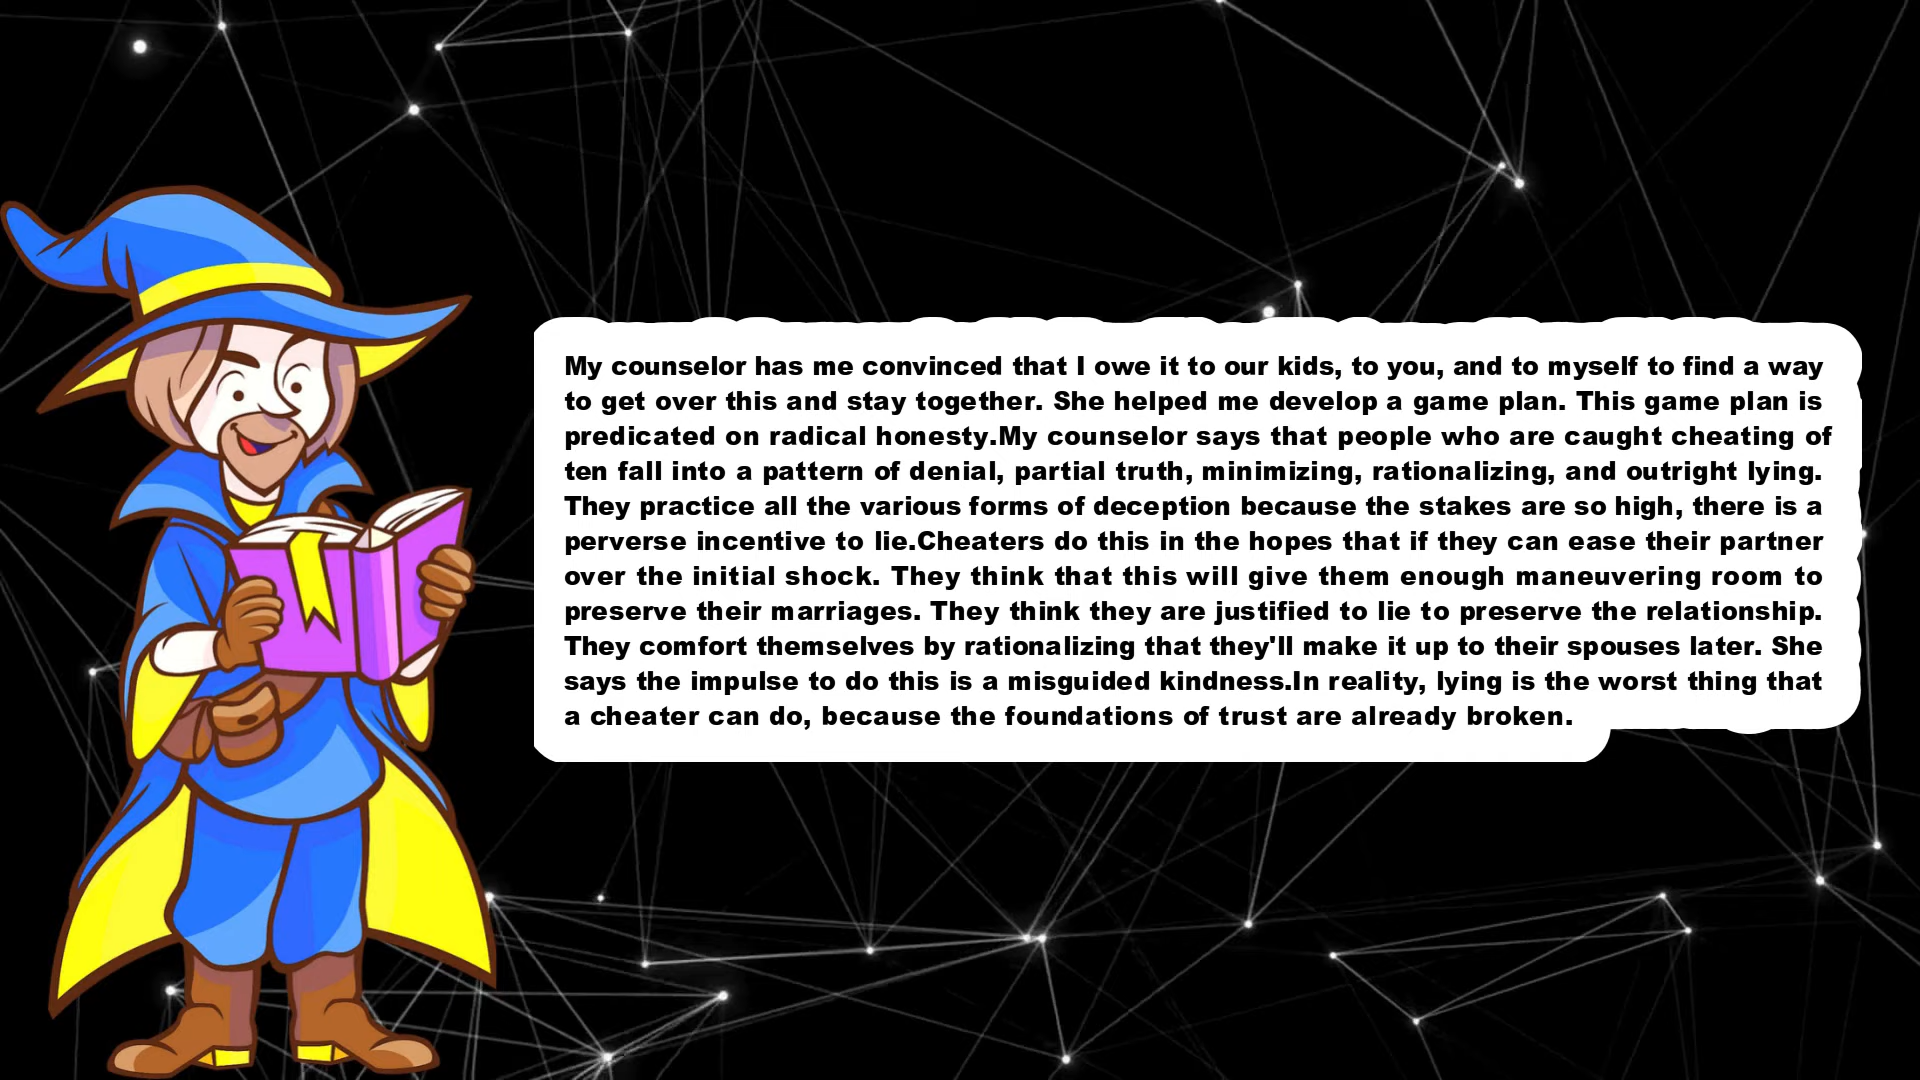 My counselor has me convinced that I owe it to our kids, to you, and to myself to find a way
to get over this and stay together. She helped me develop a game plan. This game plan is
predicated on radical honesty.My counselor says that people who are caught cheating of
ten fall into a pattern of denial, partial truth, minimizing, rationalizing, and outright lying.
They practice all the various forms of deception because the stakes are so high, there is a
perverse incentive to lie.Cheaters do this in the hopes that if they can ease their partner
over the initial shock. They think that this will give them enough maneuvering room to
preserve their marriages. They think they are justified to lie to preserve the relationship.
They comfort themselves by rationalizing that they'll make it up to their spouses later. She
says the impulse to do this is a misguided kindness.In reality, lying is the worst thing that
a cheater can do, because the foundations of trust are already broken.